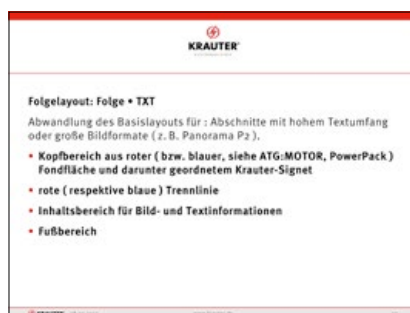 KRAUTER
Folgelayout: Folge • TXT
Abwandlung des Basislayouts für : Abschnitte mit hohem Textumfang
oder große Bildformate ( z. B. Panorama P2 ).
• Kopfbereich aus roter ( bzw. blauer, siehe ATG:MOTOR, PowerPack )
Fondfläche und darunter geordnetem Krauter-Signet
• rote ( respektive blaue ) Trennlinie
• Inhaltsbereich für Bild- und Textinformationen
• Fußbereich
KRAUTER